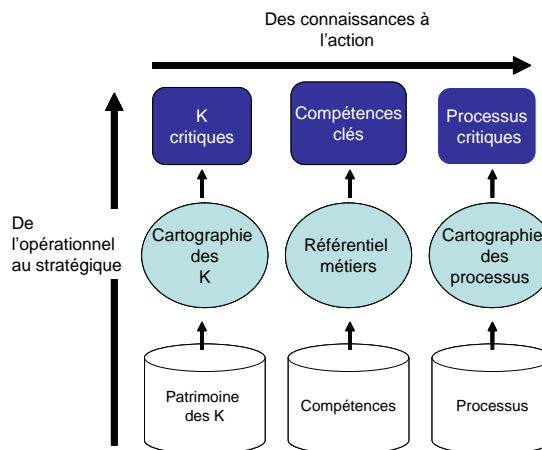 Des connaissances à
l'action
K
critiques
Compétences
clés
Processus
critiques
De
l'opérationnel
au stratégique
Cartographie
des
K
Référentiel
métiers
Cartographie
des
processus
Patrimoine
des K
Compétences
Processus